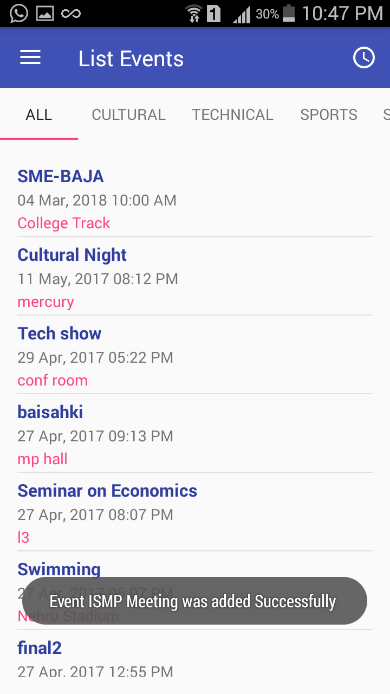 1 30% 10:47 PM
List Events
ALL CULTURAL TECHNICAL SPORTS S
SME-BAJA
04 Mar, 2018 10:00 AM
College Track
Cultural Night
11 May, 2017 08:12 PM
mercury
Tech show
29 Apr, 2017 05:22 PM
conf room
baisahki
27 Apr, 2017 09:13 PM
mp hall
Seminar on Economics
27 Apr, 2017 08:07 PM
l3
Swimming
Event ISMP Meeting was added Successfully
Nehru Stadium
final2
27 Apr, 2017 12:55 PM